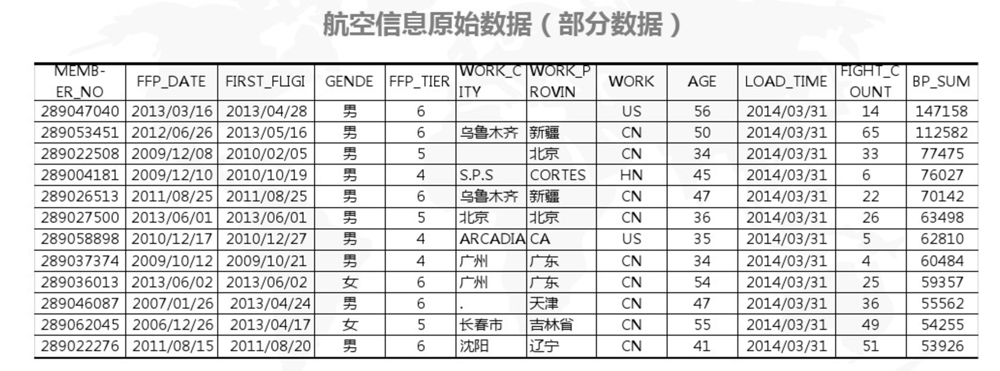 航空信息原始数据（部分数据）
MEMB-
ER_NO FFP_DATE FIRST_FLIGI GENDE FFP_TIER WORK_C
ITY WORK_P
ROVIN WORK AGE LOAD_TIME FIGHT_C
OUNT BP_SUM
289047040 2013/03/16 2013/04/28 男 6 US 56 2014/03/31 14 147158
289053451 2012/06/26 2013/05/16 男 6 乌鲁木齐 新疆 CN 50 2014/03/31 65 112582
289022508 2009/12/08 2010/02/05 男 5 北京 CN 34 2014/03/31 33 77475
289004181 2009/12/10 2010/10/19 男 4 S.P.S CORTES HN 45 2014/03/31 6 76027
289026513 2011/08/25 2011/08/25 男 6 乌鲁木齐 新疆 CN 47 2014/03/31 22 70142
289027500 2013/06/01 2013/06/01 男 5 北京 北京 CN 36 2014/03/31 26 63498
289058898 2010/12/17 2010/12/27 男 4 ARCADIA CA US 35 2014/03/31 5 62810
289037374 2009/10/12 2009/10/21 男 4 广州 广东 CN 34 2014/03/31 4 60484
289036013 2013/06/02 2013/06/02 女 6 广州 广东 CN 54 2014/03/31 25 59357
289046087 2007/01/26 2013/04/24 男 6 . 天津 CN 47 2014/03/31 36 55562
289062045 2006/12/26 2013/04/17 女 5 长春市 吉林省 CN 55 2014/03/31 49 54255
289022276 2011/08/15 2011/08/20 男 6 沈阳 辽宁 CN 41 2014/03/31 51 53926